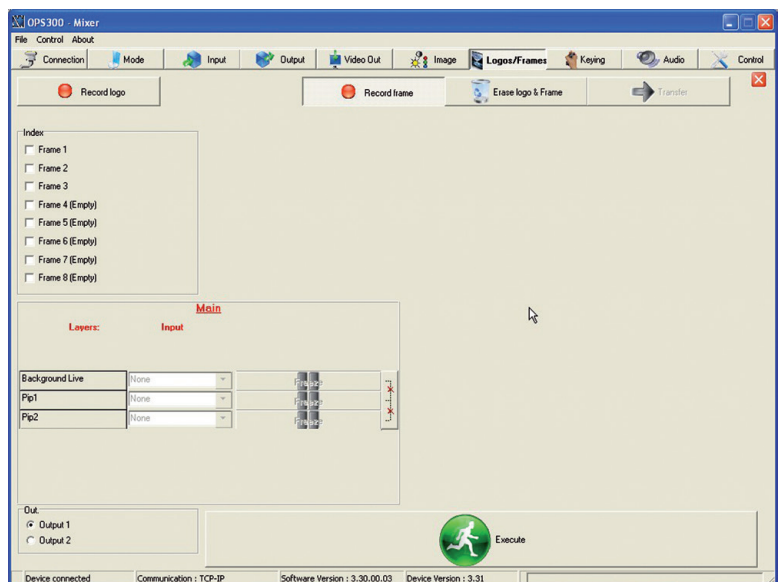 OPS300 - Mixer
File Control About
Connection Mode Input Output Video Out Image Logos/Frames Keying Audio Control
Record logo Record frame Erase logo & Frame Transfer
Index
Frame 1
Frame 2
Frame 3
Frame 4 (Empty)
Frame 5 (Empty)
Frame 6 (Empty)
Frame 7 (Empty)
Frame 8 (Empty)
Main
Layers: Input
Background Live None Freeze
Pip1 None Freeze
Pip2 None Freeze
Out.
Output 1
Output 2
Execute
Device connected Communication : TCP-IP Software Version : 3.30.00.03 Device Version : 3.31